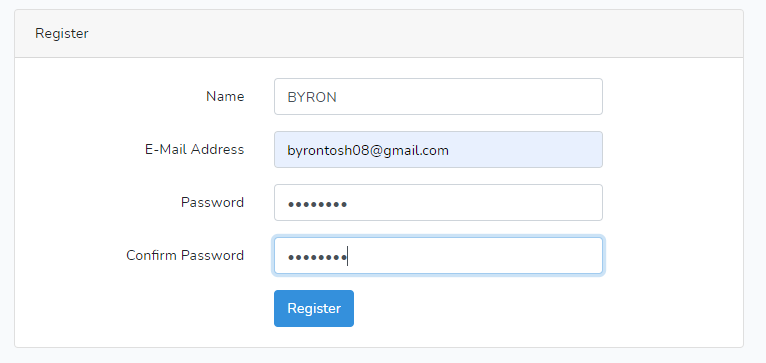 Register
Name BYRON
E-Mail Address byrontosh08@gmail.com
Password ••••••••
Confirm Password ••••••••
Register